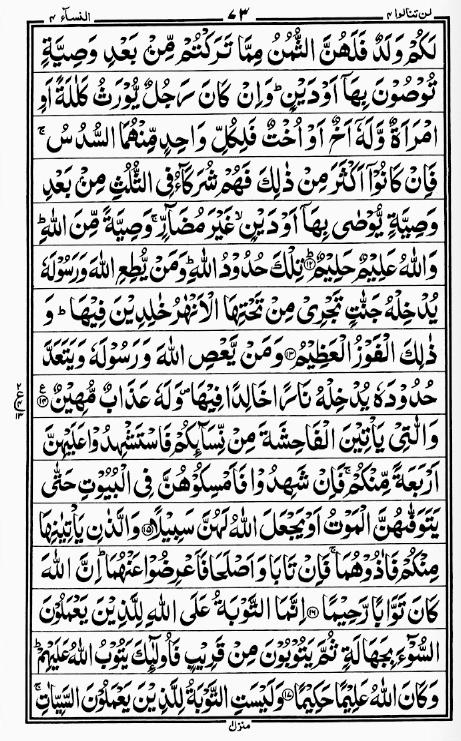 لن تنالوا ٤ ٧٣ النسآء ٤
لَكُمْ وَلَدٌ فَلَهُنَّ الثُّمُنُ مِمَّا تَرَكْتُمْ مِّنْ بَعْدِ وَصِيَّةٍ
تُوْصُوْنَ بِهَآ اَوْ دَيْنٍ ؕ وَاِنْ كَانَ رَجُلٌ يُّوْرَثُ كَلٰلَةً اَوِ
امْرَاَةٌ وَّلَهٗۤ اَخٌ اَوْ اُخْتٌ فَلِكُلِّ وَاحِدٍ مِّنْهُمَا السُّدُسُ ۚ
فَاِنْ كَانُوْۤا اَكْثَرَ مِنْ ذٰلِكَ فَهُمْ شُرَكَآءُ فِى الثُّلُثِ مِنْۢ بَعْدِ
وَصِيَّةٍ يُّوْصٰى بِهَآ اَوْ دَيْنٍ ۙ غَيْرَ مُضَآرٍّ ۚ وَصِيَّةً مِّنَ اللّٰهِ ؕ
وَاللّٰهُ عَلِيْمٌ حَلِيْمٌ ؕ ﴿۱۲﴾ تِلْكَ حُدُوْدُ اللّٰهِ ؕ وَمَنْ يُّطِعِ اللّٰهَ وَرَسُوْلَهٗ
يُدْخِلْهُ جَنّٰتٍ تَجْرِىْ مِنْ تَحْتِهَا الْاَنْهٰرُ خٰلِدِيْنَ فِيْهَا ؕ وَ
ذٰلِكَ الْفَوْزُ الْعَظِيْمُ ﴿۱۳﴾ وَمَنْ يَّعْصِ اللّٰهَ وَرَسُوْلَهٗ وَيَتَعَدَّ
حُدُوْدَهٗ يُدْخِلْهُ نَارًا خَالِدًا فِيْهَا ۪ وَلَهٗ عَذَابٌ مُّهِيْنٌ ﴿۱۴﴾ ع
وَالّٰتِىْ يَاْتِيْنَ الْفَاحِشَةَ مِنْ نِّسَآئِكُمْ فَاسْتَشْهِدُوْا عَلَيْهِنَّ
اَرْبَعَةً مِّنْكُمْ ۚ فَاِنْ شَهِدُوْا فَاَمْسِكُوْهُنَّ فِى الْبُيُوْتِ حَتّٰى
يَتَوَفّٰهُنَّ الْمَوْتُ اَوْ يَجْعَلَ اللّٰهُ لَهُنَّ سَبِيْلًا ﴿۱۵﴾ وَالَّذٰنِ يَاْتِيٰنِهَا
مِنْكُمْ فَاٰذُوْهُمَا ۚ فَاِنْ تَابَا وَاَصْلَحَا فَاَعْرِضُوْا عَنْهُمَا ؕ اِنَّ اللّٰهَ
كَانَ تَوَّابًا رَّحِيْمًا ﴿۱۶﴾ اِنَّمَا التَّوْبَةُ عَلَى اللّٰهِ لِلَّذِيْنَ يَعْمَلُوْنَ
السُّوْٓءَ بِجَهَالَةٍ ثُمَّ يَتُوْبُوْنَ مِنْ قَرِيْبٍ فَاُولٰٓئِكَ يَتُوْبُ اللّٰهُ عَلَيْهِمْ ؕ
وَكَانَ اللّٰهُ عَلِيْمًا حَكِيْمًا ﴿۱۷﴾ وَلَيْسَتِ التَّوْبَةُ لِلَّذِيْنَ يَعْمَلُوْنَ السَّيِّاٰتِ ۚ
منزل